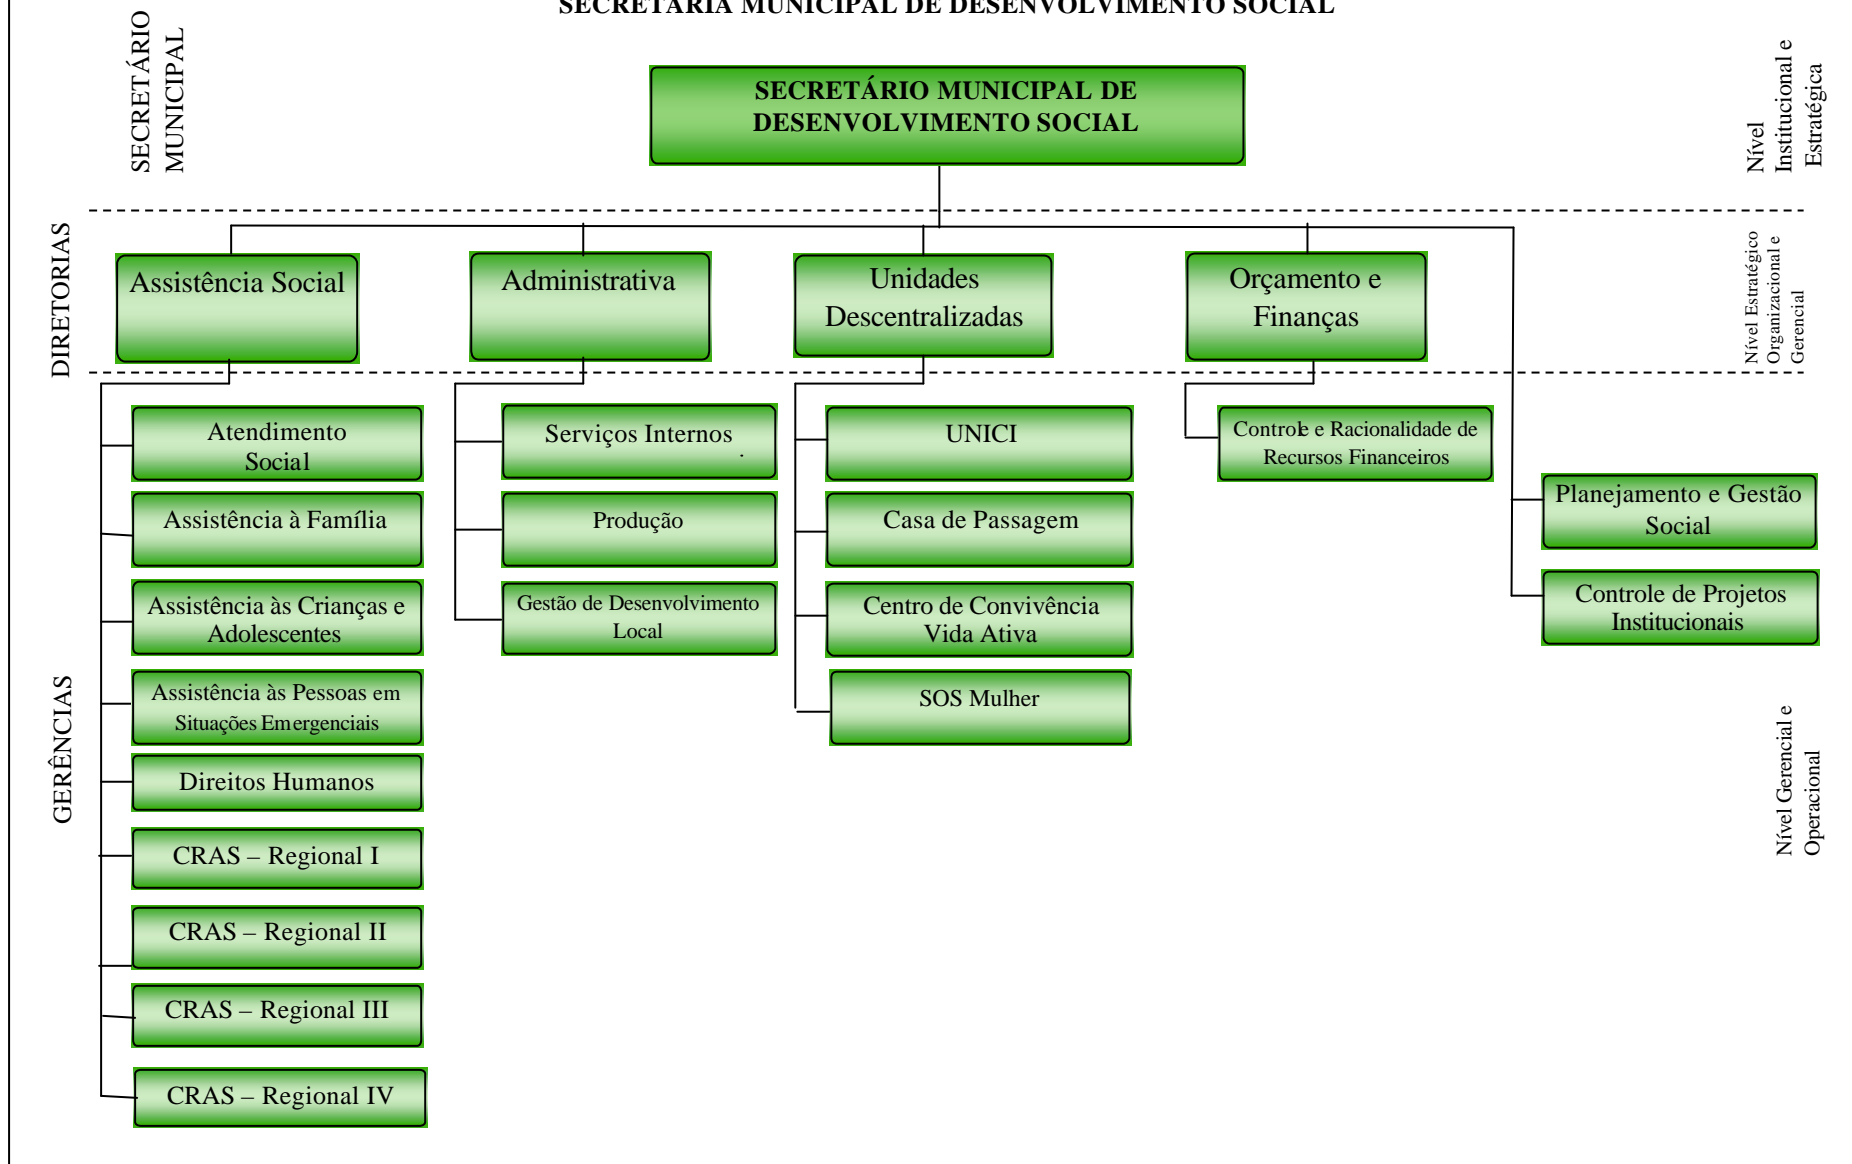 SECRETARIA MUNICIPAL DE DESENVOLVIMENTO SOCIAL
SECRETÁRIO
MUNICIPAL
SECRETÁRIO MUNICIPAL DE
DESENVOLVIMENTO SOCIAL
Nível
Institucional e
Estratégica
DIRETORIAS
Assistência Social
Administrativa
Unidades
Descentralizadas
Orçamento e
Finanças
Nível Estratégico
Organizacional e
Gerencial
GERÊNCIAS
Atendimento
Social
Assistência à Família
Assistência às Crianças e
Adolescentes
Assistência às Pessoas em
Situações Emergenciais
Direitos Humanos
CRAS – Regional I
CRAS – Regional II
CRAS – Regional III
CRAS – Regional IV
Serviços Internos
.
Produção
Gestão de Desenvolvimento
Local
UNICI
Casa de Passagem
Centro de Convivência
Vida Ativa
SOS Mulher
Controle e Racionalidade de
Recursos Financeiros
Planejamento e Gestão
Social
Controle de Projetos
Institucionais
Nível Gerencial e
Operacional